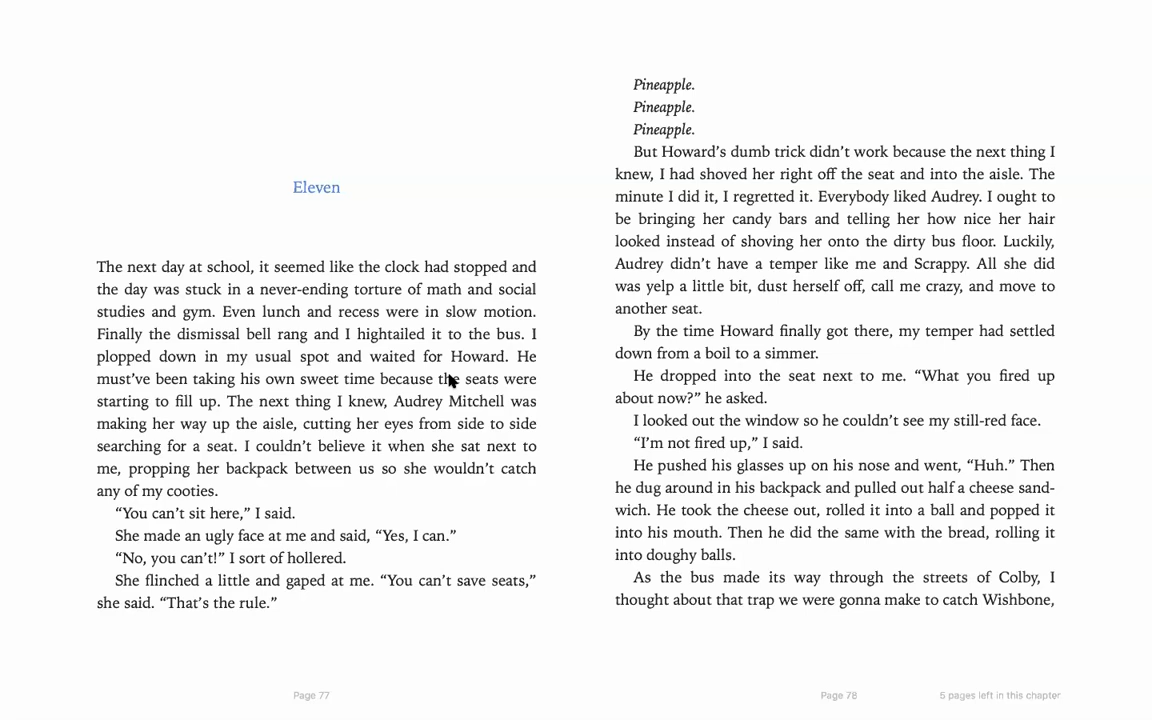 Eleven
The next day at school, it seemed like the clock had stopped and
the day was stuck in a never-ending torture of math and social
studies and gym. Even lunch and recess were in slow motion.
Finally the dismissal bell rang and I hightailed it to the bus. I
plopped down in my usual spot and waited for Howard. He
must’ve been taking his own sweet time because the seats were
starting to fill up. The next thing I knew, Audrey Mitchell was
making her way up the aisle, cutting her eyes from side to side
searching for a seat. I couldn’t believe it when she sat next to
me, propping her backpack between us so she wouldn’t catch
any of my cooties.
“You can’t sit here,” I said.
She made an ugly face at me and said, “Yes, I can.”
“No, you can’t!” I sort of hollered.
She flinched a little and gaped at me. “You can’t save seats,”
she said. “That’s the rule.”
Page 77
Pineapple.
Pineapple.
Pineapple.
But Howard’s dumb trick didn’t work because the next thing I
knew, I had shoved her right off the seat and into the aisle. The
minute I did it, I regretted it. Everybody liked Audrey. I ought to
be bringing her candy bars and telling her how nice her hair
looked instead of shoving her onto the dirty bus floor. Luckily,
Audrey didn’t have a temper like me and Scrappy. All she did
was yelp a little bit, dust herself off, call me crazy, and move to
another seat.
By the time Howard finally got there, my temper had settled
down from a boil to a simmer.
He dropped into the seat next to me. “What you fired up
about now?” he asked.
I looked out the window so he couldn’t see my still-red face.
“I’m not fired up,” I said.
He pushed his glasses up on his nose and went, “Huh.” Then
he dug around in his backpack and pulled out half a cheese sand-
wich. He took the cheese out, rolled it into a ball and popped it
into his mouth. Then he did the same with the bread, rolling it
into doughy balls.
As the bus made its way through the streets of Colby, I
thought about that trap we were gonna make to catch Wishbone,
Page 78
5 pages left in this chapter